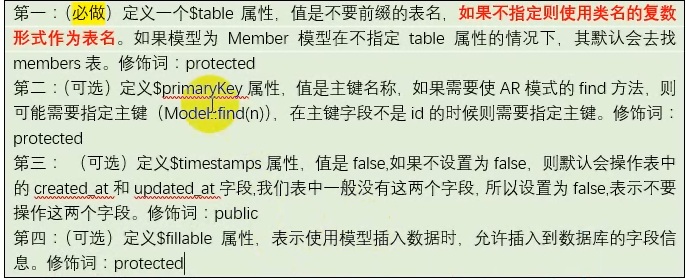 第一：（必做）定义一个$table 属性，值是不要前缀的表名，如果不指定则使用类名的复数
形式作为表名。如果模型为 Member 模型在不指定 table 属性的情况下，其默认会去找
members 表。修饰词：protected
第二：（可选）定义$primaryKey 属性，值是主键名称，如果需要使 AR 模式的 find 方法，则
可能需要指定主键（Model::find(n)），在主键字段不是 id 的时候则需要指定主键。修饰词：
protected
第三： （可选）定义$timestamps 属性，值是 false,如果不设置为 false，则默认会操作表中
的 created_at 和 updated_at 字段,我们表中一般没有这两个字段, 所以设置为 false,表示不要
操作这两个字段。修饰词：public
第四：（可选）定义$fillable 属性，表示使用模型插入数据时，允许插入到数据库的字段信
息。修饰词：protected